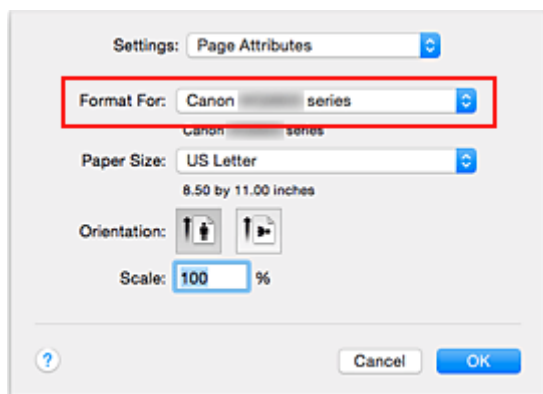 Settings: Page Attributes
Format For: Canon series
Canon series
Paper Size: US Letter
8.50 by 11.00 inches
Orientation:
Scale: 100 %
? Cancel OK